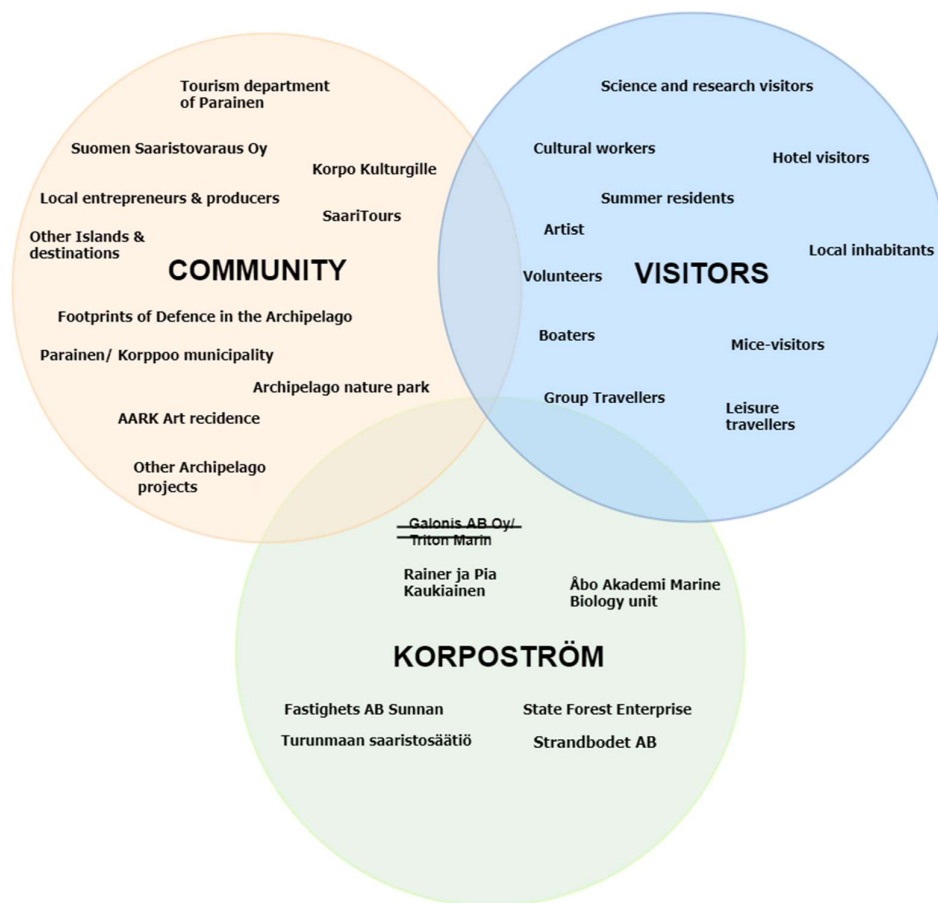 Tourism department
of Parainen
Suomen Saaristovaraus Oy
Korpo Kulturgille
Local entrepreneurs & producers
SaariTours
Other Islands &
destinations
COMMUNITY
Footprints of Defence in the Archipelago
Parainen/ Korppoo municipality
Archipelago nature park
AARK Art recidence
Other Archipelago
projects
Science and research visitors
Cultural workers
Hotel visitors
Summer residents
Artist
Local inhabitants
Volunteers
VISITORS
Boaters
Mice-visitors
Group Travellers
Leisure
travellers
Galonis AB Oy/
Triton Marin
Rainer ja Pia
Kaukiainen
Åbo Akademi Marine
Biology unit
KORPOSTRÖM
Fastighets AB Sunnan
State Forest Enterprise
Turunmaan saaristosäätiö
Strandbodet AB